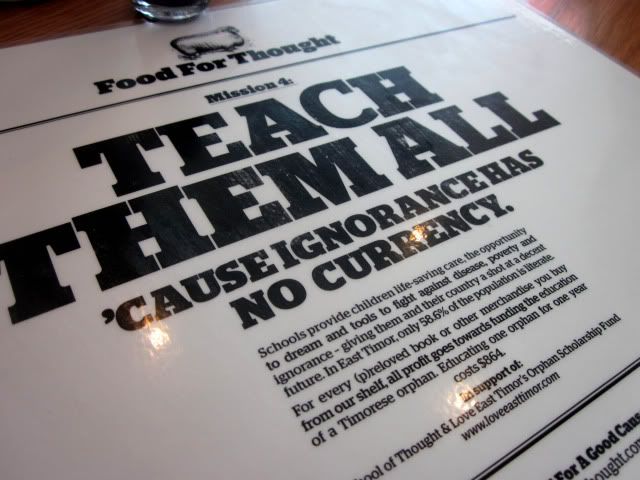 Food For Thought
Mission 4:
TEACH
THEM ALL
'CAUSE IGNORANCE HAS
NO CURRENCY.
Schools provide children life-saving care, the opportunity
to dream and tools to fight against disease, poverty and
ignorance - giving them and their country a shot at a decent
future. In East Timor, only 58.6% of the population is literate.
For every (p)reloved book or other merchandise you buy
from our shelf, all profit goes towards funding the education
of a Timorese orphan. Educating one orphan for one year
costs $864.
In support of:
ool of Thought & Love East Timor's Orphan Scholarship Fund
www.loveeasttimor.com
d For A Good Caus
Thought.com